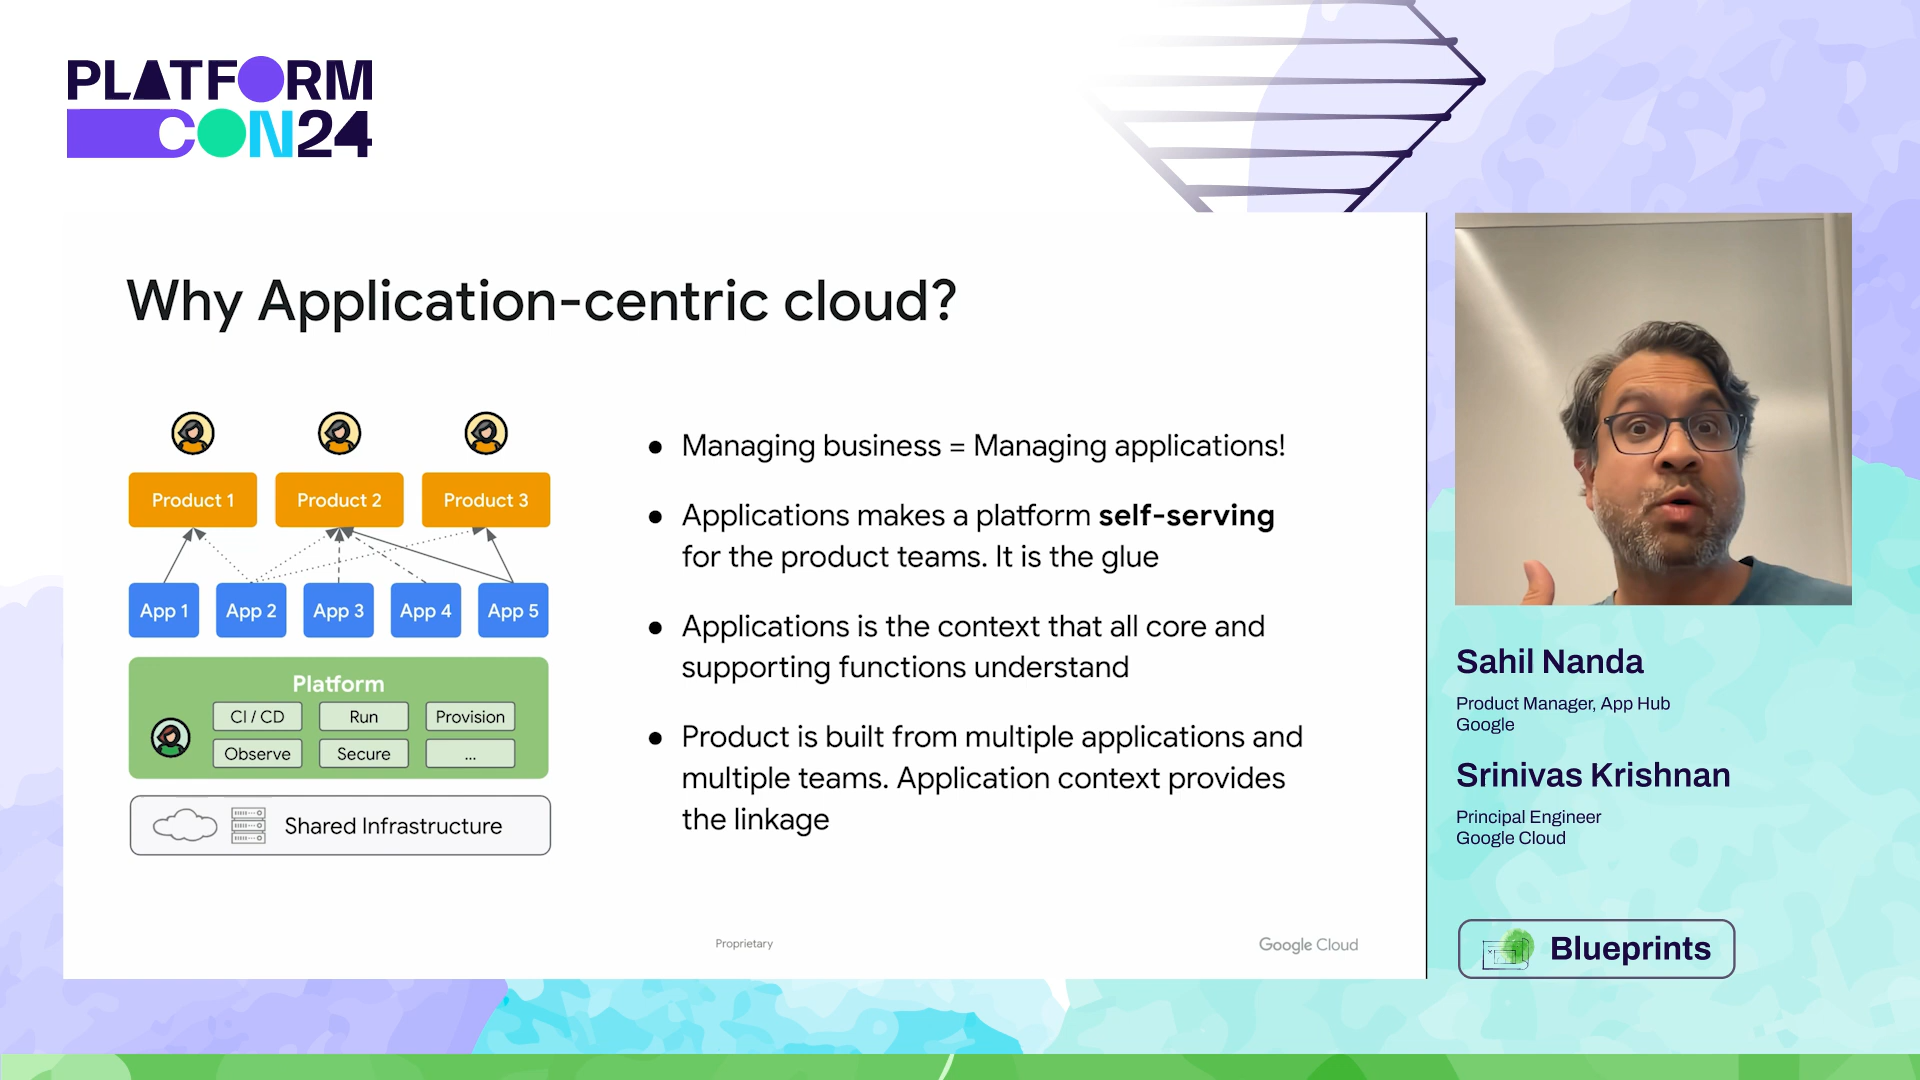 PLATFORM
CON24
Why Application-centric cloud?
Product 1
Product 2
Product 3
App 1
App 2
App 3
App 4
App 5
Platform
CI / CD
Run
Provision
Observe
Secure
...
Shared Infrastructure
● Managing business = Managing applications!
● Applications makes a platform self-serving
for the product teams. It is the glue
● Applications is the context that all core and
supporting functions understand
● Product is built from multiple applications and
multiple teams. Application context provides
the linkage
Proprietary
Google Cloud
Sahil Nanda
Product Manager, App Hub
Google
Srinivas Krishnan
Principal Engineer
Google Cloud
Blueprints